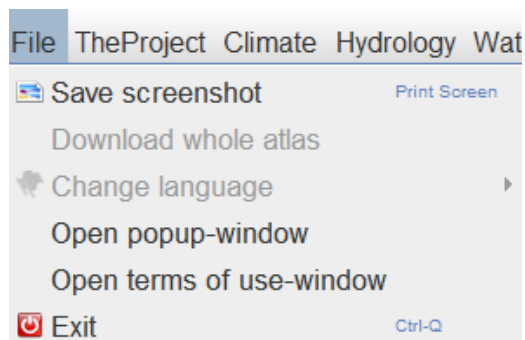 File TheProject Climate Hydrology Wat
Save screenshot Print Screen
Download whole atlas
Change language
Open popup-window
Open terms of use-window
Exit Ctrl-Q